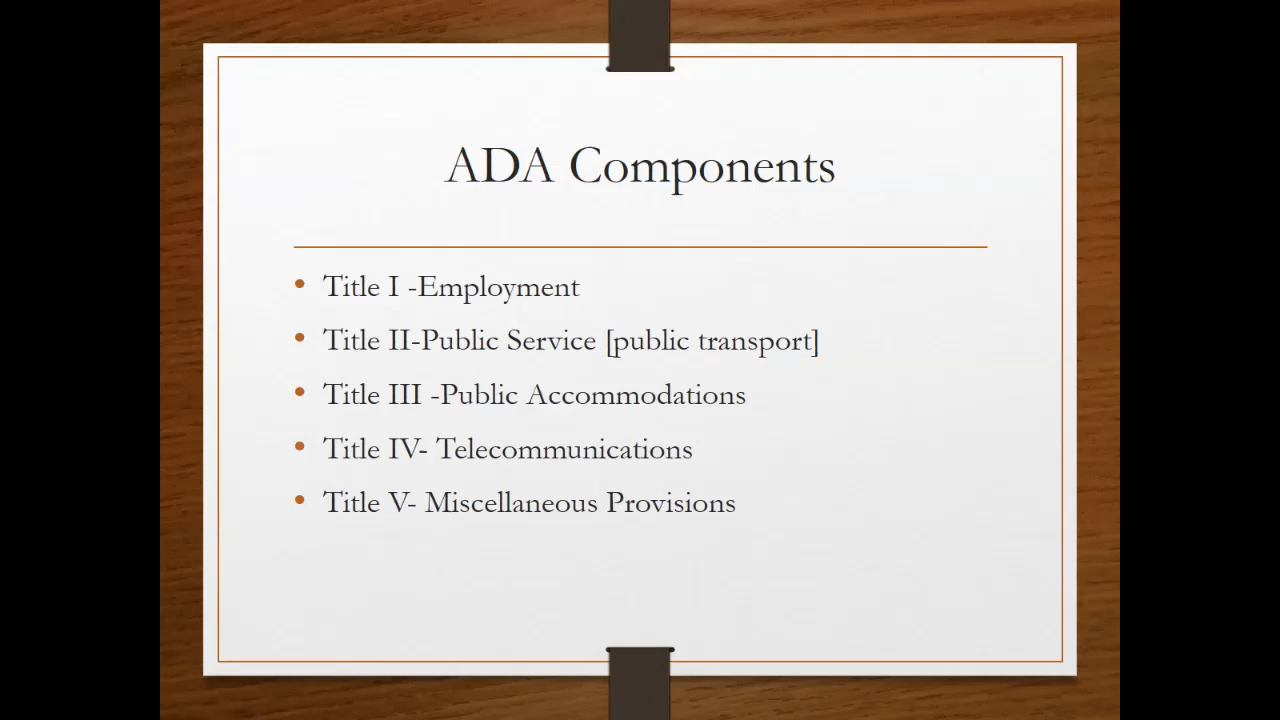 ADA Components
• Title I -Employment
• Title II-Public Service [public transport]
• Title III -Public Accommodations
• Title IV- Telecommunications
• Title V- Miscellaneous Provisions